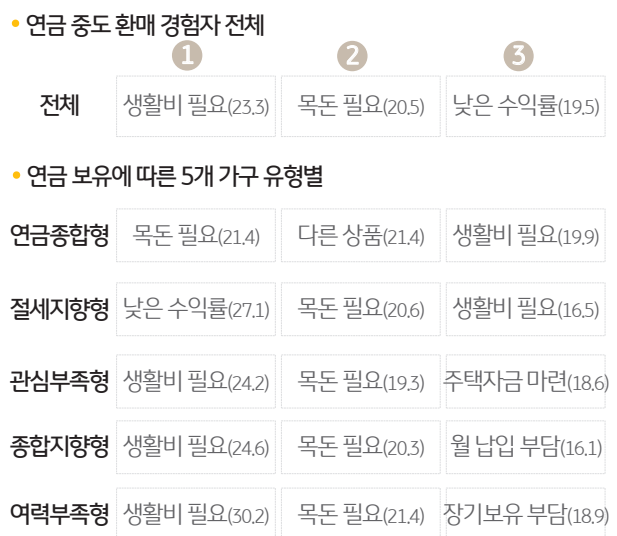 • 연금 중도 환매 경험자 전체
1 2 3
전체 생활비 필요(23.3) 목돈 필요(20.5) 낮은 수익률(19.5)
• 연금 보유에 따른 5개 가구 유형별
연금종합형 목돈 필요(21.4) 다른 상품(21.4) 생활비 필요(19.9)
절세지향형 낮은 수익률(27.1) 목돈 필요(20.6) 생활비 필요(16.5)
관심부족형 생활비 필요(24.2) 목돈 필요(19.3) 주택자금 마련(18.6)
종합지향형 생활비 필요(24.6) 목돈 필요(20.3) 월 납입 부담(16.1)
여력부족형 생활비 필요(30.2) 목돈 필요(21.4) 장기보유 부담(18.9)